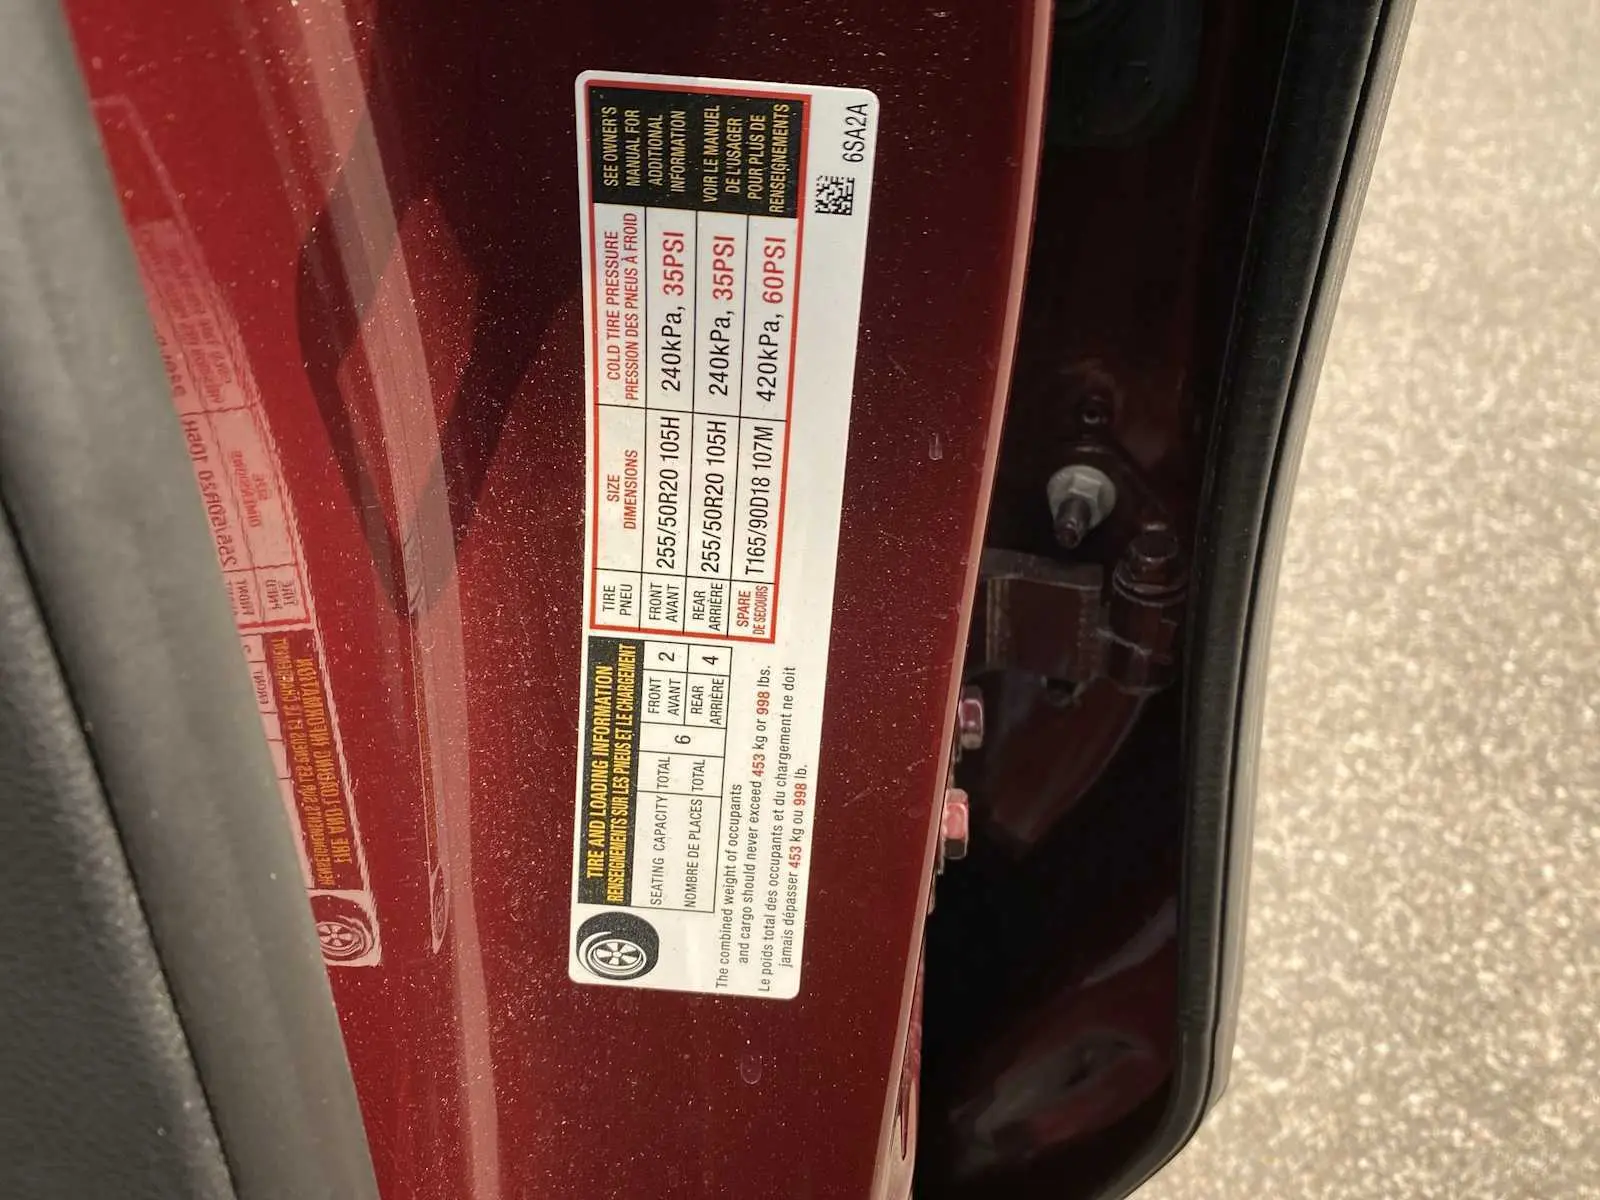 TIRE AND LOADING INFORMATION
RENSEIGNEMENTS SUR LES PNEUS ET LE CHARGEMENT
SEATING CAPACITY TOTAL 6 FRONT 2
NOMBRE DE PLACES TOTAL AVANT
REAR 4
ARRIÈRE
The combined weight of occupants
and cargo should never exceed 453 kg or 998 lbs.
Le poids total des occupants et du chargement ne doit
jamais dépasser 453 kg ou 998 lb.
TIRE SIZE COLD TIRE PRESSURE
PNEU DIMENSIONS PRESSION DES PNEUS À FROID
FRONT 255/50R20 105H 240kPa, 35PSI
AVANT
REAR 255/50R20 105H 240kPa, 35PSI
ARRIÈRE
SPARE T165/90D18 107M 420kPa, 60PSI
DE SECOURS
SEE OWNER'S
MANUAL FOR
ADDITIONAL
INFORMATION
VOIR LE MANUEL
DE L'USAGER
POUR PLUS DE
RENSEIGNEMENTS
6SA2A